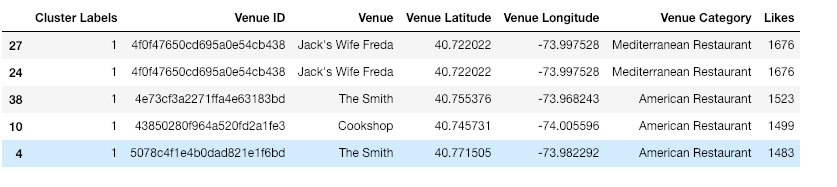 Cluster Labels Venue ID Venue Venue Latitude Venue Longitude Venue Category Likes
27 1 4f0f47650cd695a0e54cb438 Jack's Wife Freda 40.722022 -73.997528 Mediterranean Restaurant 1676
24 1 4f0f47650cd695a0e54cb438 Jack's Wife Freda 40.722022 -73.997528 Mediterranean Restaurant 1676
38 1 4e73cf3a2271ffa4e63183bd The Smith 40.755376 -73.968243 American Restaurant 1523
10 1 43850280f964a520fd2a1fe3 Cookshop 40.745731 -74.005596 American Restaurant 1499
4 1 5078c4f1e4b0dad821e1f6bd The Smith 40.771505 -73.982292 American Restaurant 1483